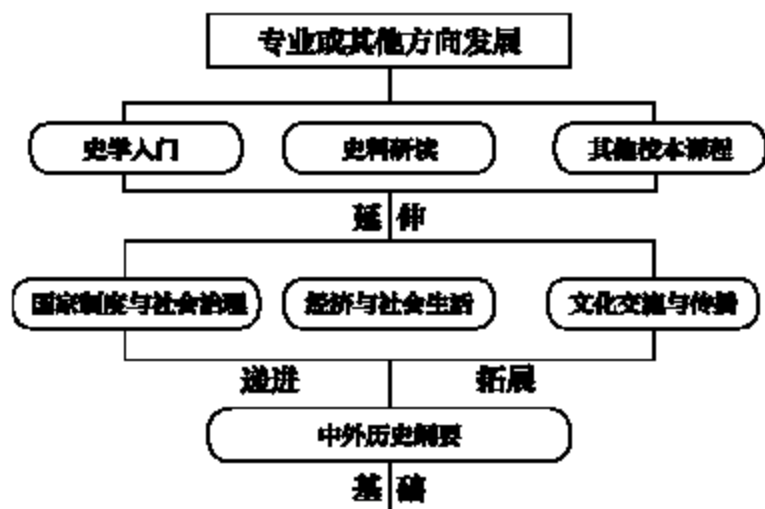 专业或其他方向发展
史学入门 史料研读 其他校本课程
延伸
国家制度与社会治理 经济与社会生活 文化交流与传播
递进 拓展
中外历史纲要
基础